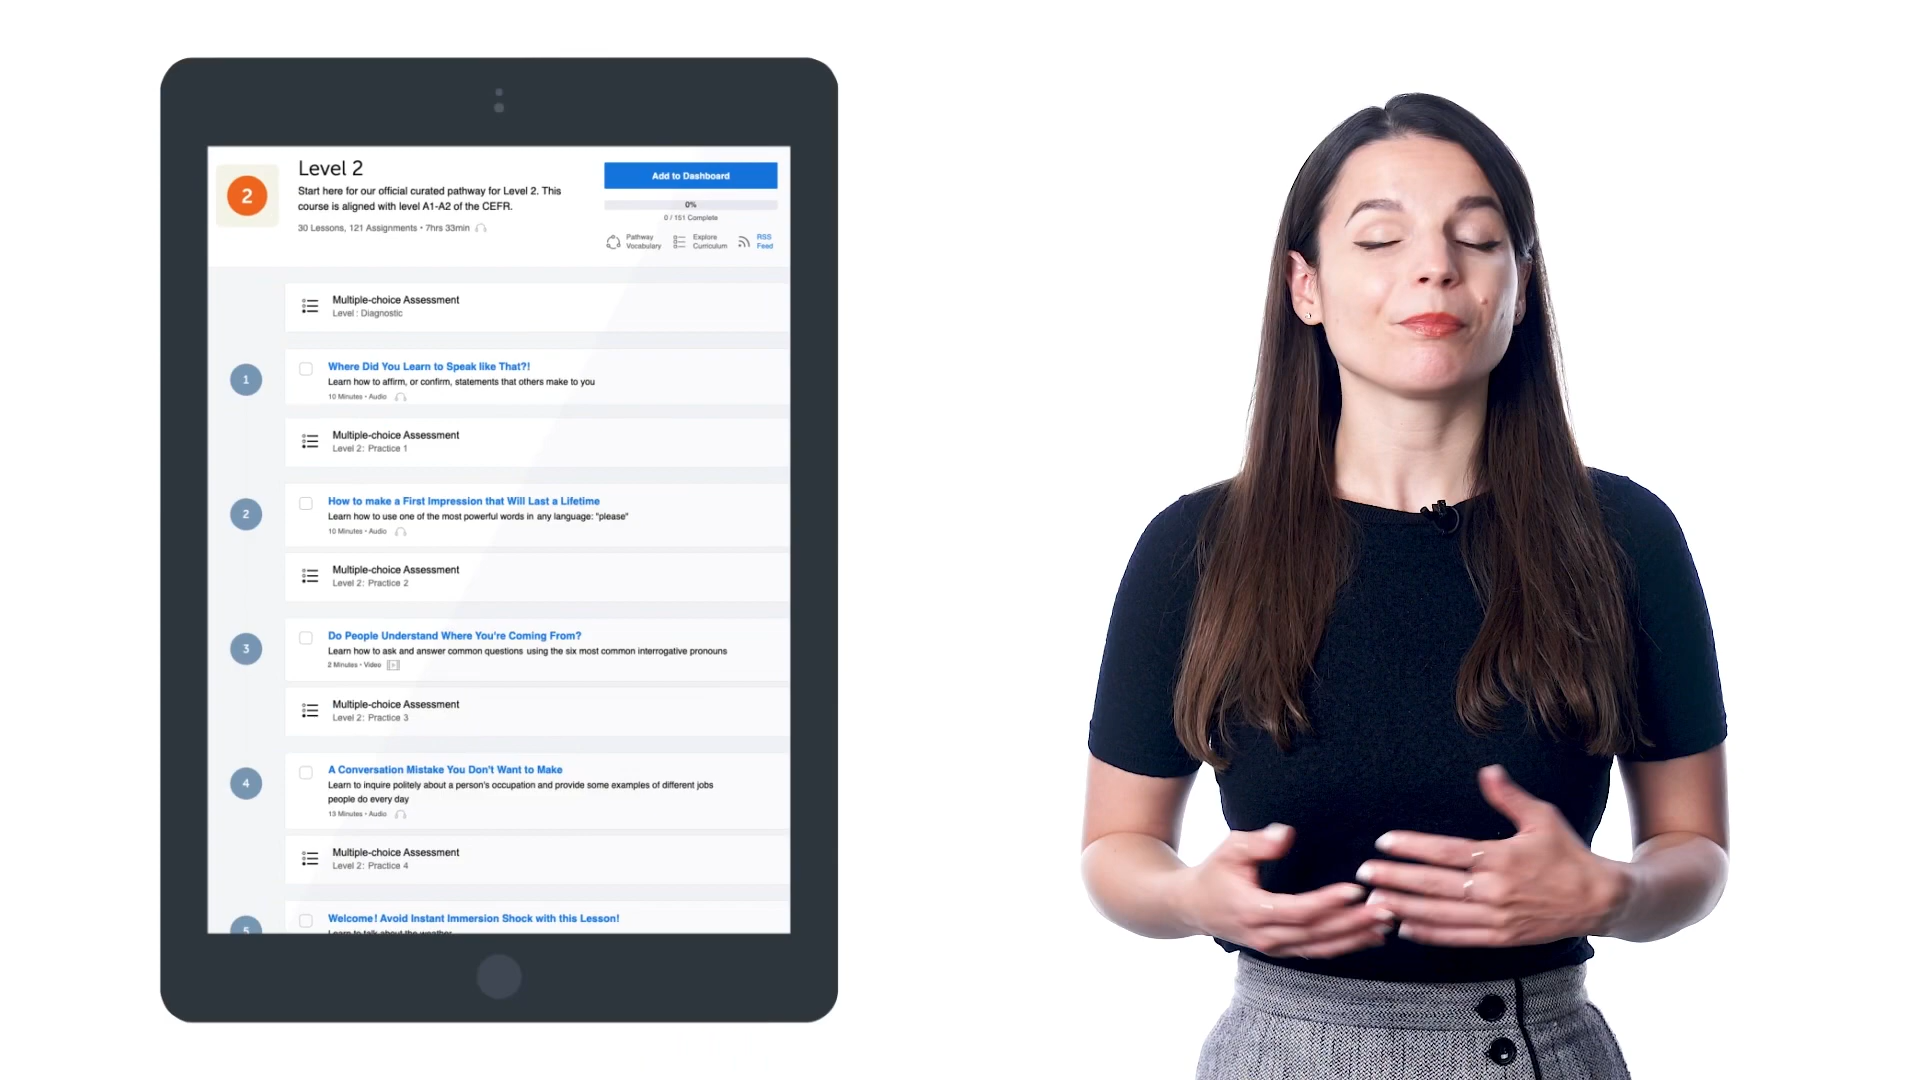 2
Level 2
Start here for our official curated pathway for Level 2. This
course is aligned with level A1-A2 of the CEFR.
30 Lessons, 121 Assignments • 7hrs 33min
Add to Dashboard
0%
0 / 151 Complete
Pathway
Vocabulary
Explore
Curriculum
RSS
Feed
Multiple-choice Assessment
Level : Diagnostic
1
Where Did You Learn to Speak like That?!
Learn how to affirm, or confirm, statements that others make to you
10 Minutes • Audio
Multiple-choice Assessment
Level 2: Practice 1
2
How to make a First Impression that Will Last a Lifetime
Learn how to use one of the most powerful words in any language: "please"
10 Minutes • Audio
Multiple-choice Assessment
Level 2: Practice 2
3
Do People Understand Where You're Coming From?
Learn how to ask and answer common questions using the six most common interrogative pronouns
2 Minutes • Video
Multiple-choice Assessment
Level 2: Practice 3
4
A Conversation Mistake You Don't Want to Make
Learn to inquire politely about a person's occupation and provide some examples of different jobs
people do every day
13 Minutes • Audio
Multiple-choice Assessment
Level 2: Practice 4
5
Welcome! Avoid Instant Immersion Shock with this Lesson!
Learn to talk about the weather